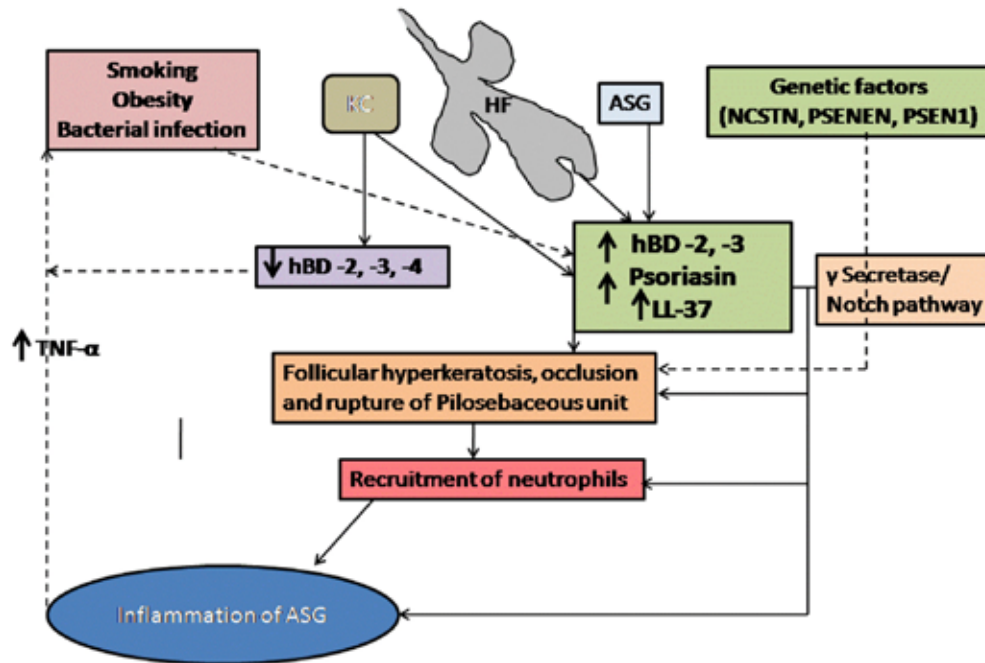 Smoking
Obesity
Bacterial infection
KC
HF
ASG
Genetic factors
(NCSTN, PSENEN, PSEN1)
↓ hBD -2, -3, -4
↑ hBD -2, -3
↑ Psoriasin
↑LL-37
γ Secretase/
Notch pathway
↑ TNF-α
Follicular hyperkeratosis, occlusion
and rupture of Pilosebaceous unit
Recruitment of neutrophils
Inflammation of ASG